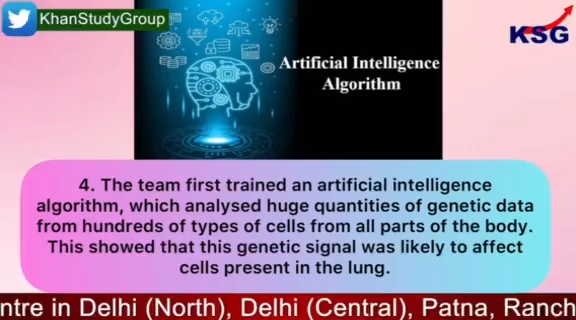 KhanStudyGroup
KSG
Artificial Intelligence
Algorithm
4. The team first trained an artificial intelligence
algorithm, which analysed huge quantities of genetic data
from hundreds of types of cells from all parts of the body.
This showed that this genetic signal was likely to affect
cells present in the lung.
ntre in Delhi (North), Delhi (Central), Patna, Ranch